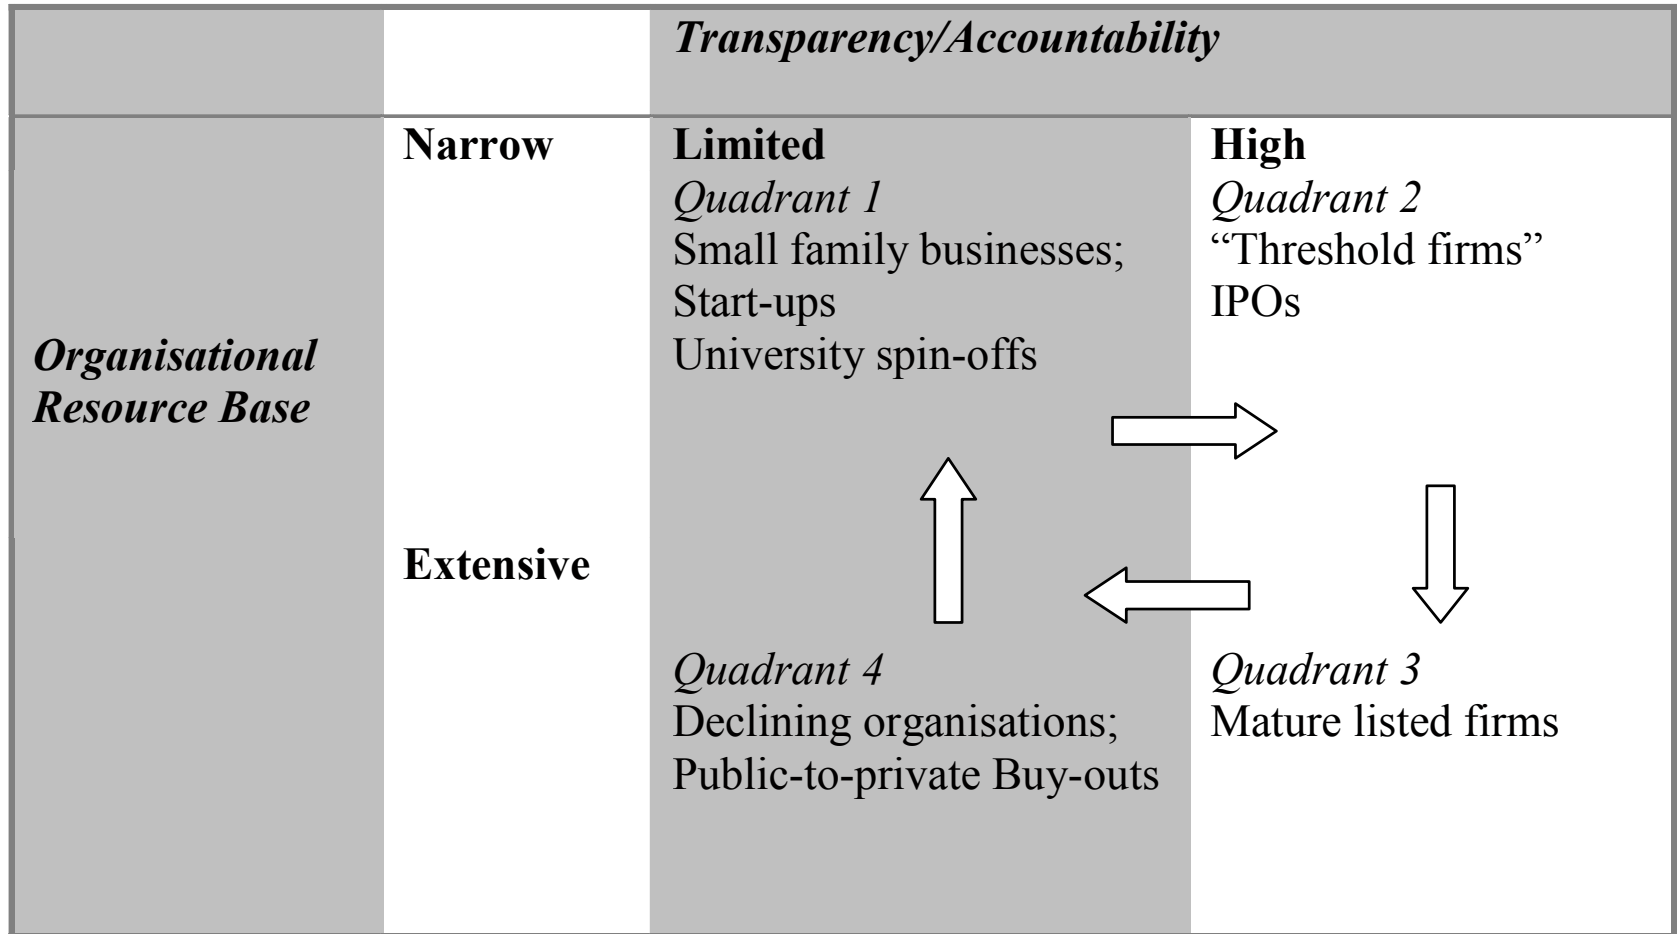 Transparency/Accountability
Organisational
Resource Base
Narrow
Extensive
Limited
Quadrant 1
Small family businesses;
Start-ups
University spin-offs
High
Quadrant 2
“Threshold firms”
IPOs
Quadrant 4
Declining organisations;
Public-to-private Buy-outs
Quadrant 3
Mature listed firms